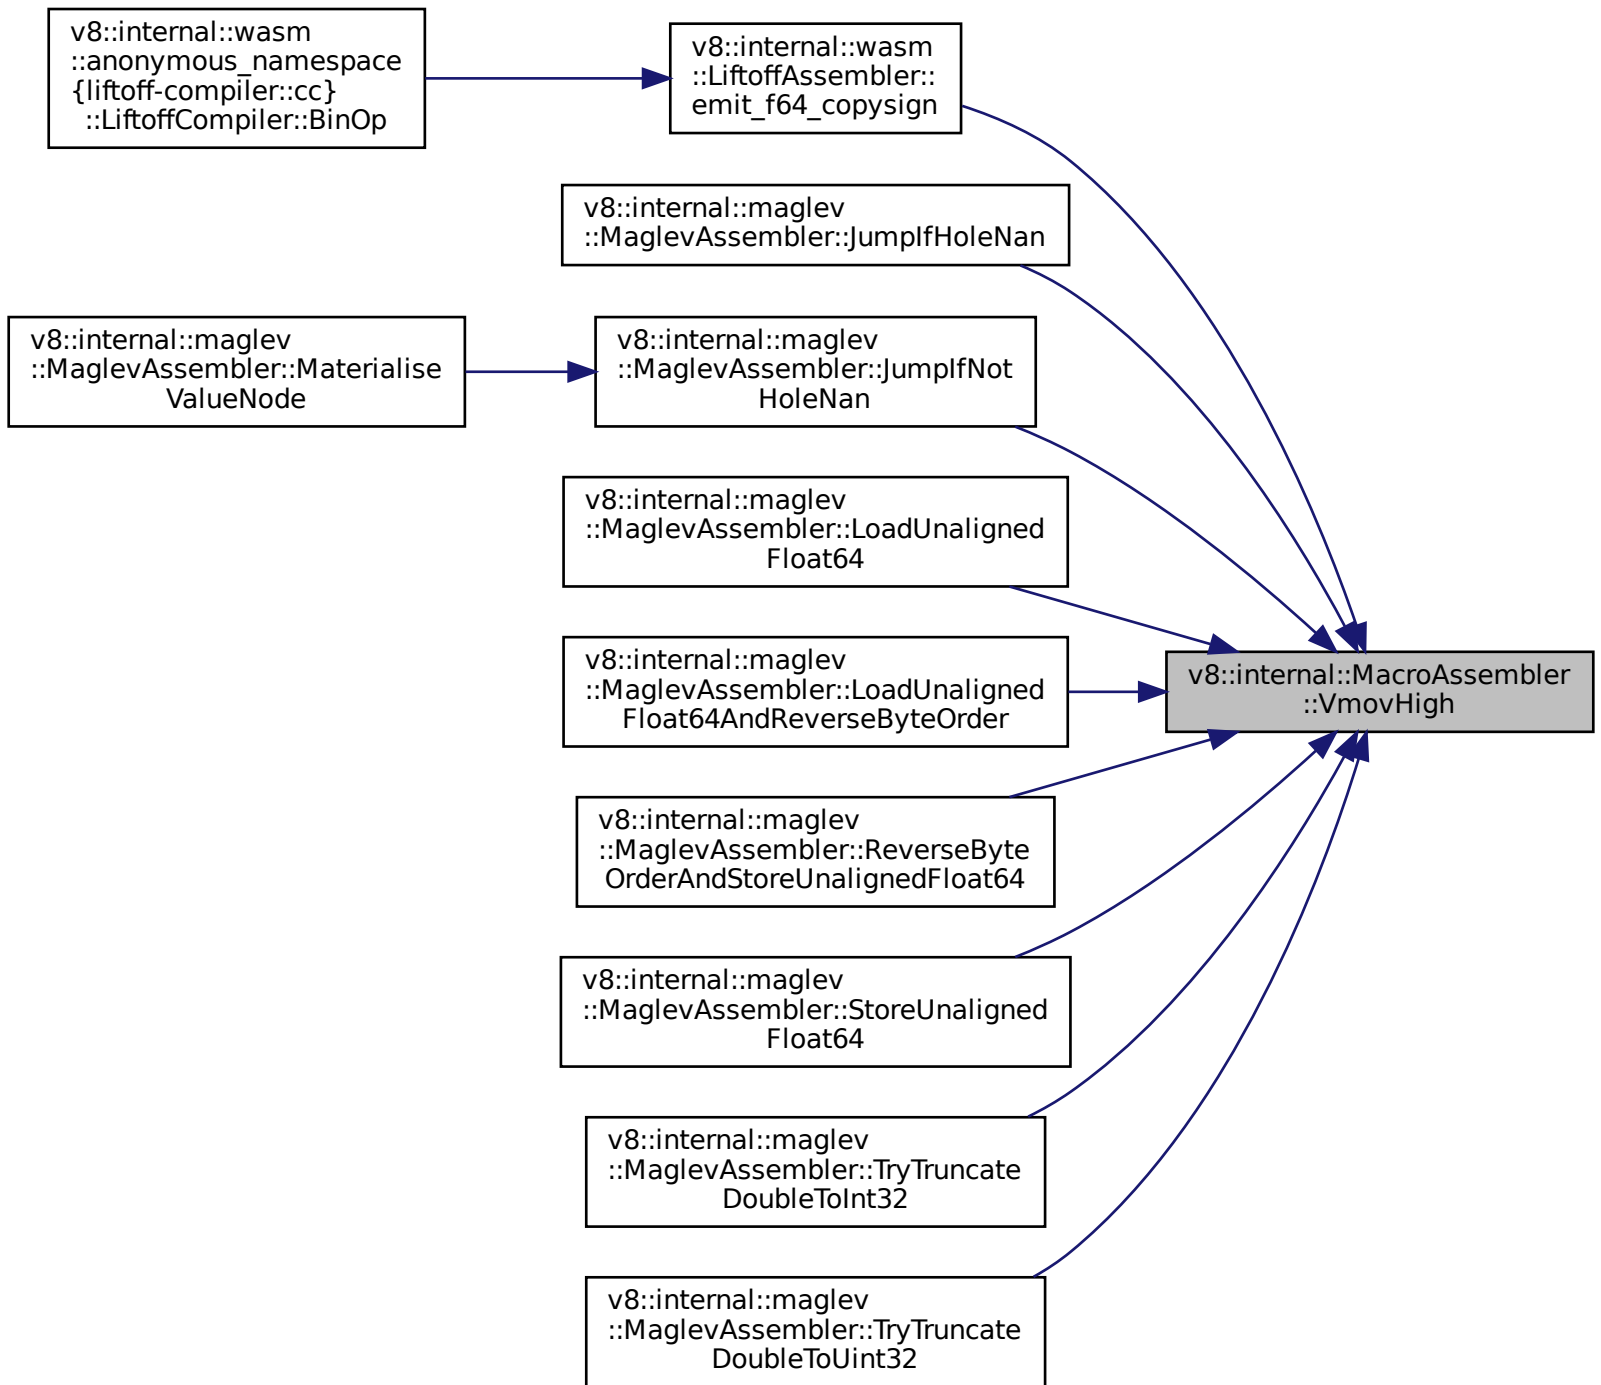 v8::internal::wasm
::anonymous_namespace
{liftoff-compiler::cc}
::LiftoffCompiler::BinOp
v8::internal::wasm
::LiftoffAssembler::
emit_f64_copysign
v8::internal::maglev
::MaglevAssembler::JumpIfHoleNan
v8::internal::maglev
::MaglevAssembler::Materialise
ValueNode
v8::internal::maglev
::MaglevAssembler::JumpIfNot
HoleNan
v8::internal::maglev
::MaglevAssembler::LoadUnaligned
Float64
v8::internal::maglev
::MaglevAssembler::LoadUnaligned
Float64AndReverseByteOrder
v8::internal::MacroAssembler
::VmovHigh
v8::internal::maglev
::MaglevAssembler::ReverseByte
OrderAndStoreUnalignedFloat64
v8::internal::maglev
::MaglevAssembler::StoreUnaligned
Float64
v8::internal::maglev
::MaglevAssembler::TryTruncate
DoubleToInt32
v8::internal::maglev
::MaglevAssembler::TryTruncate
DoubleToUint32